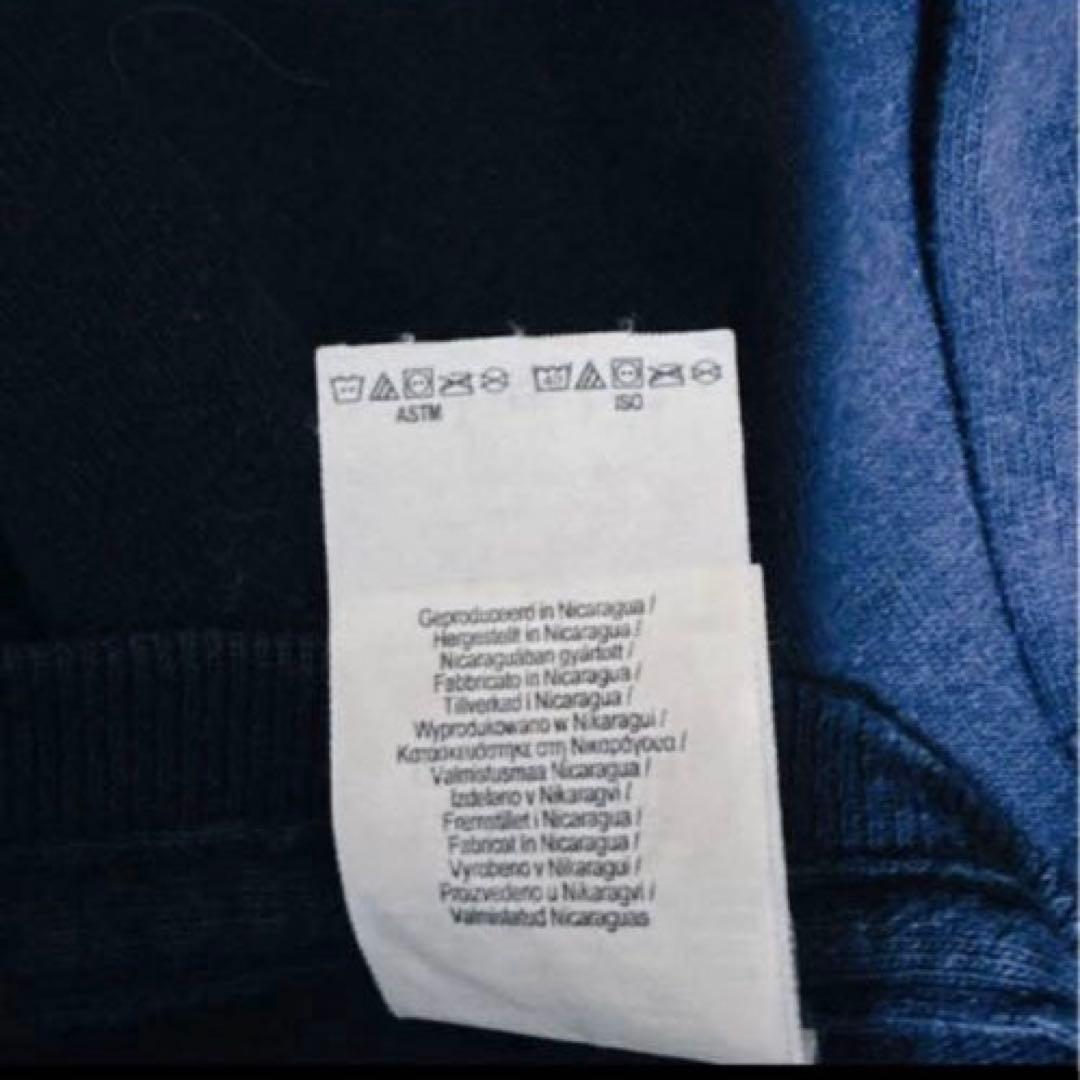 ASTM
ISO
Geproduceerd in Nicaragua /
Hergestellt in Nicaragua /
Nicaraguában gyártott /
Fabbricato in Nicaragua /
Tillverkad i Nicaragua /
Wyprodukowano w Nikaragui /
Κατασκευάστηκε στη Νικαράγουα /
Valmistusmaa Nicaragua /
Izdelano v Nikaragvi /
Fremstillet i Nicaragua /
Fabricat în Nicaragua /
Vyrobeno v Nikaragui /
Proizvedeno u Nikaragvi /
Valmistatud Nicaraguas